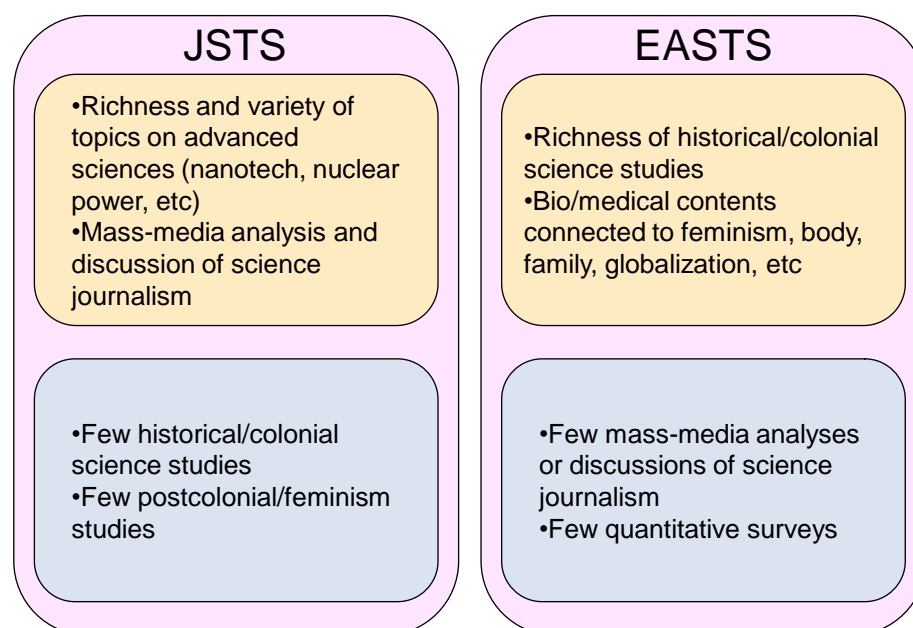 JSTS
•Richness and variety of
topics on advanced
sciences (nanotech, nuclear
power, etc)
•Mass-media analysis and
discussion of science
journalism
•Few historical/colonial
science studies
•Few postcolonial/feminism
studies
EASTS
•Richness of historical/colonial
science studies
•Bio/medical contents
connected to feminism, body,
family, globalization, etc
•Few mass-media analyses
or discussions of science
journalism
•Few quantitative surveys